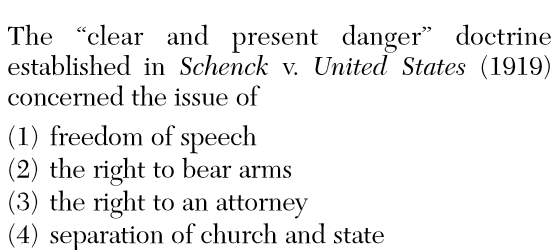 The “clear and present danger” doctrine
established in Schenck v. United States (1919)
concerned the issue of
(1) freedom of speech
(2) the right to bear arms
(3) the right to an attorney
(4) separation of church and state